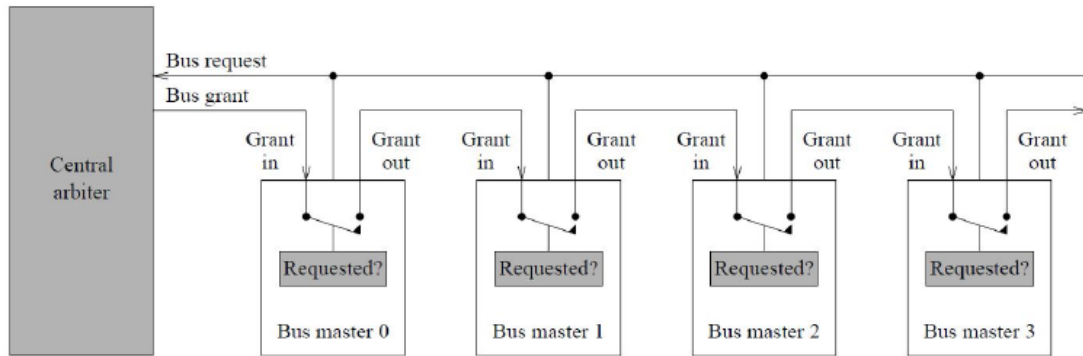 Bus request
Bus grant
Central
arbiter
Grant
in
Grant
out
Grant
in
Grant
out
Grant
in
Grant
out
Grant
in
Grant
out
Requested?
Requested?
Requested?
Requested?
Bus master 0
Bus master 1
Bus master 2
Bus master 3